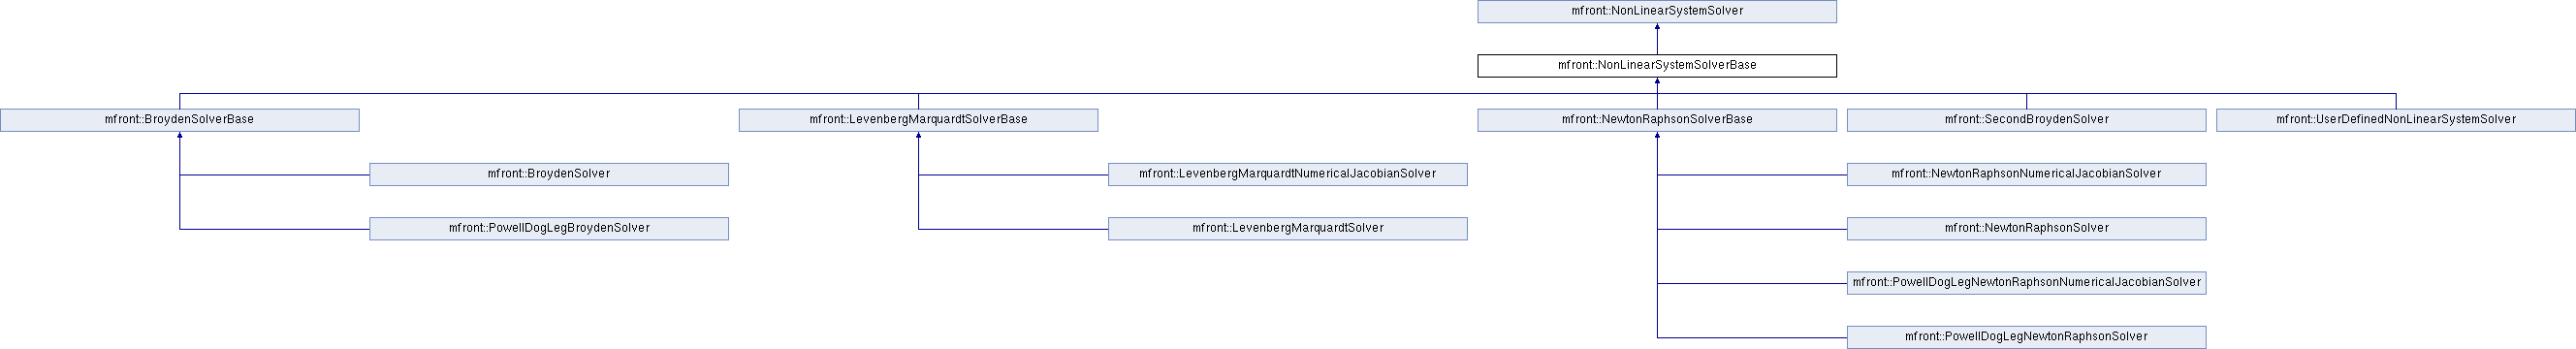 mfront::NonLinearSystemSolver
mfront::NonLinearSystemSolverBase
mfront::BroydenSolverBase
mfront::LevenbergMarquardtSolverBase
mfront::NewtonRaphsonSolverBase
mfront::SecondBroydenSolver
mfront::UserDefinedNonLinearSystemSolver
mfront::BroydenSolver
mfront::LevenbergMarquardtNumericalJacobianSolver
mfront::NewtonRaphsonNumericalJacobianSolver
mfront::PowellDogLegBroydenSolver
mfront::LevenbergMarquardtSolver
mfront::NewtonRaphsonSolver
mfront::PowellDogLegNewtonRaphsonNumericalJacobianSolver
mfront::PowellDogLegNewtonRaphsonSolver